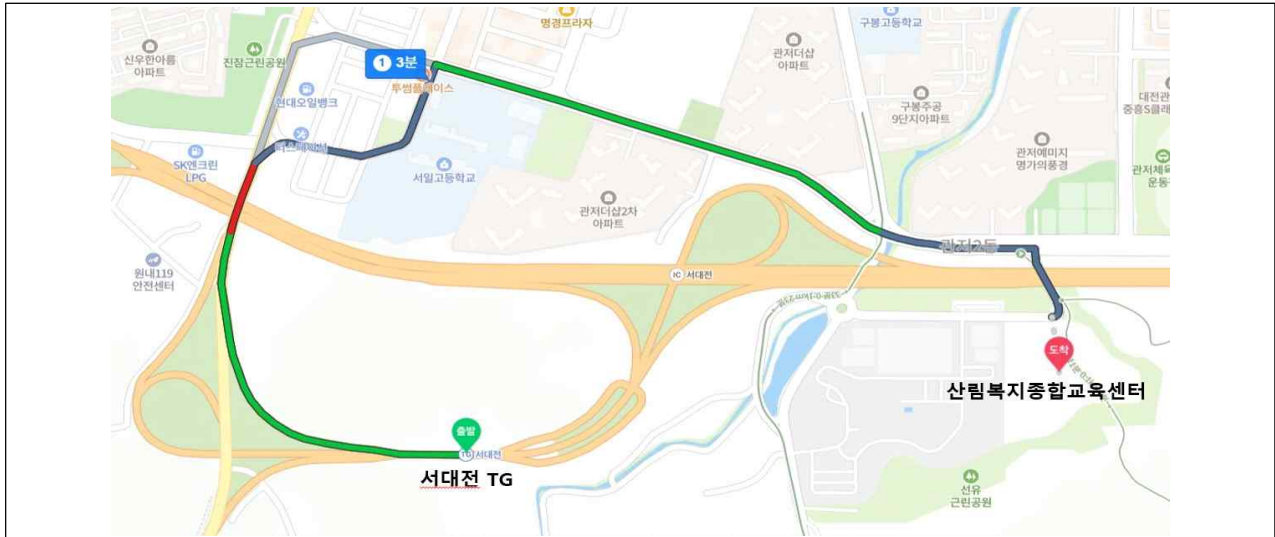 명경프라자
구봉고등학교
신우한아름
아파트
진잠근린공원
1 3분
투썸플레이스
관저더샵
아파트
현대오일뱅크
구봉주공
9단지아파트
대전관
중흥S클래
SK엔크린
LPG
서일고등학교
관저예미지
명가의풍경
관저체육
운동
관저더샵2차
아파트
관저2동
원내119
안전센터
IC 서대전
도착
산림복지종합교육센터
출발
TG 서대전
서대전 TG
선유
근린공원